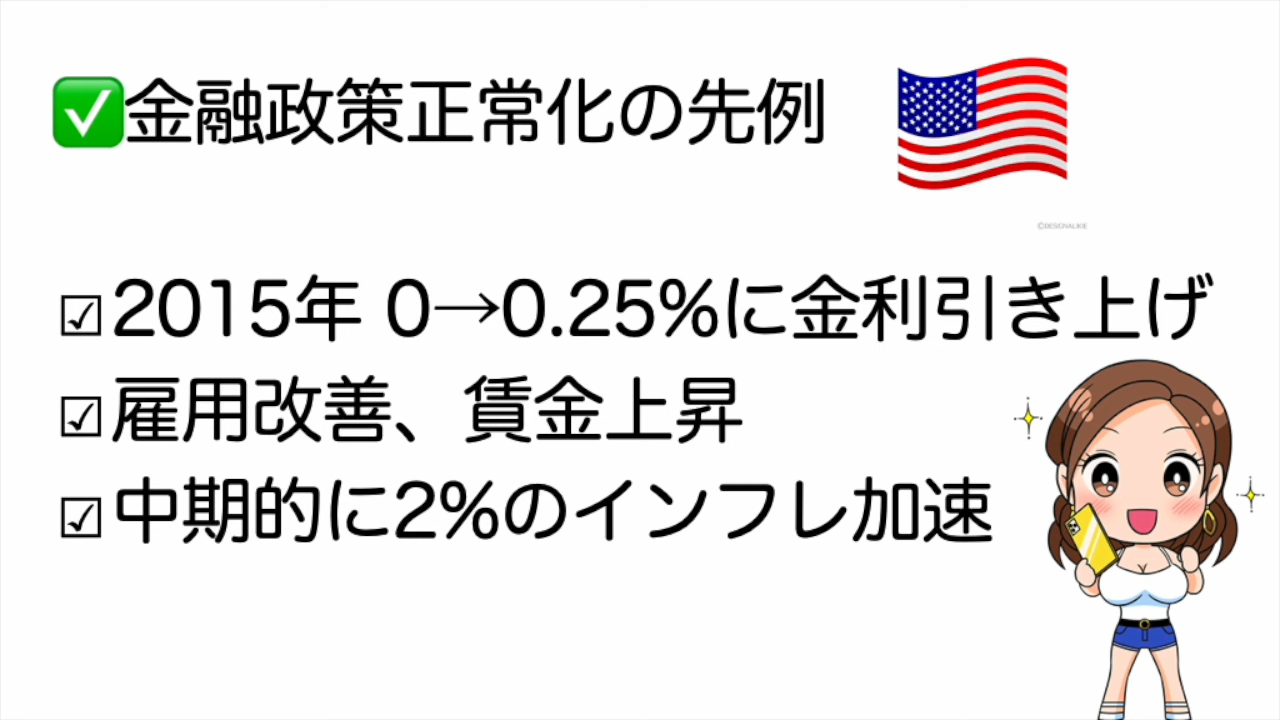 ✅金融政策正常化の先例
©DESIGNALIKIE
☑2015年 0→0.25%に金利引き上げ
☑雇用改善、賃金上昇
☑中期的に2%のインフレ加速